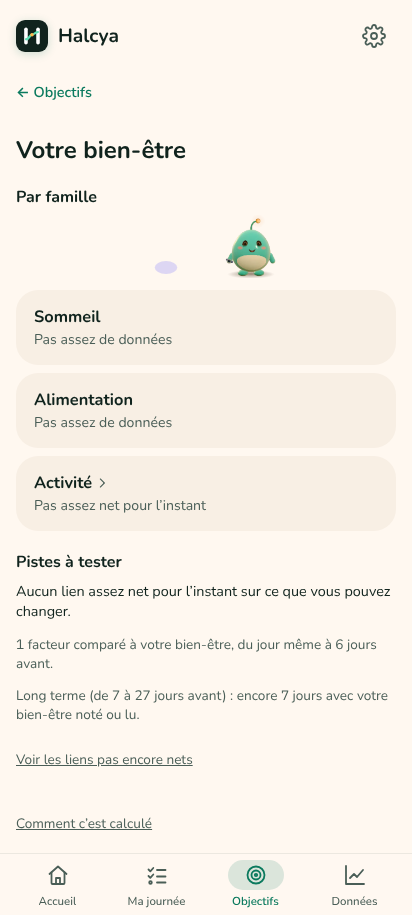 Halcya
← Objectifs
Votre bien-être
Par famille
Sommeil
Pas assez de données
Alimentation
Pas assez de données
Activité
Pas assez net pour l’instant
Pistes à tester
Aucun lien assez net pour l’instant sur ce que vous pouvez
changer.
1 facteur comparé à votre bien-être, du jour même à 6 jours
avant.
Long terme (de 7 à 27 jours avant) : encore 7 jours avec votre
bien-être noté ou lu.
Voir les liens pas encore nets
Comment c’est calculé
Accueil
Ma journée
Objectifs
Données